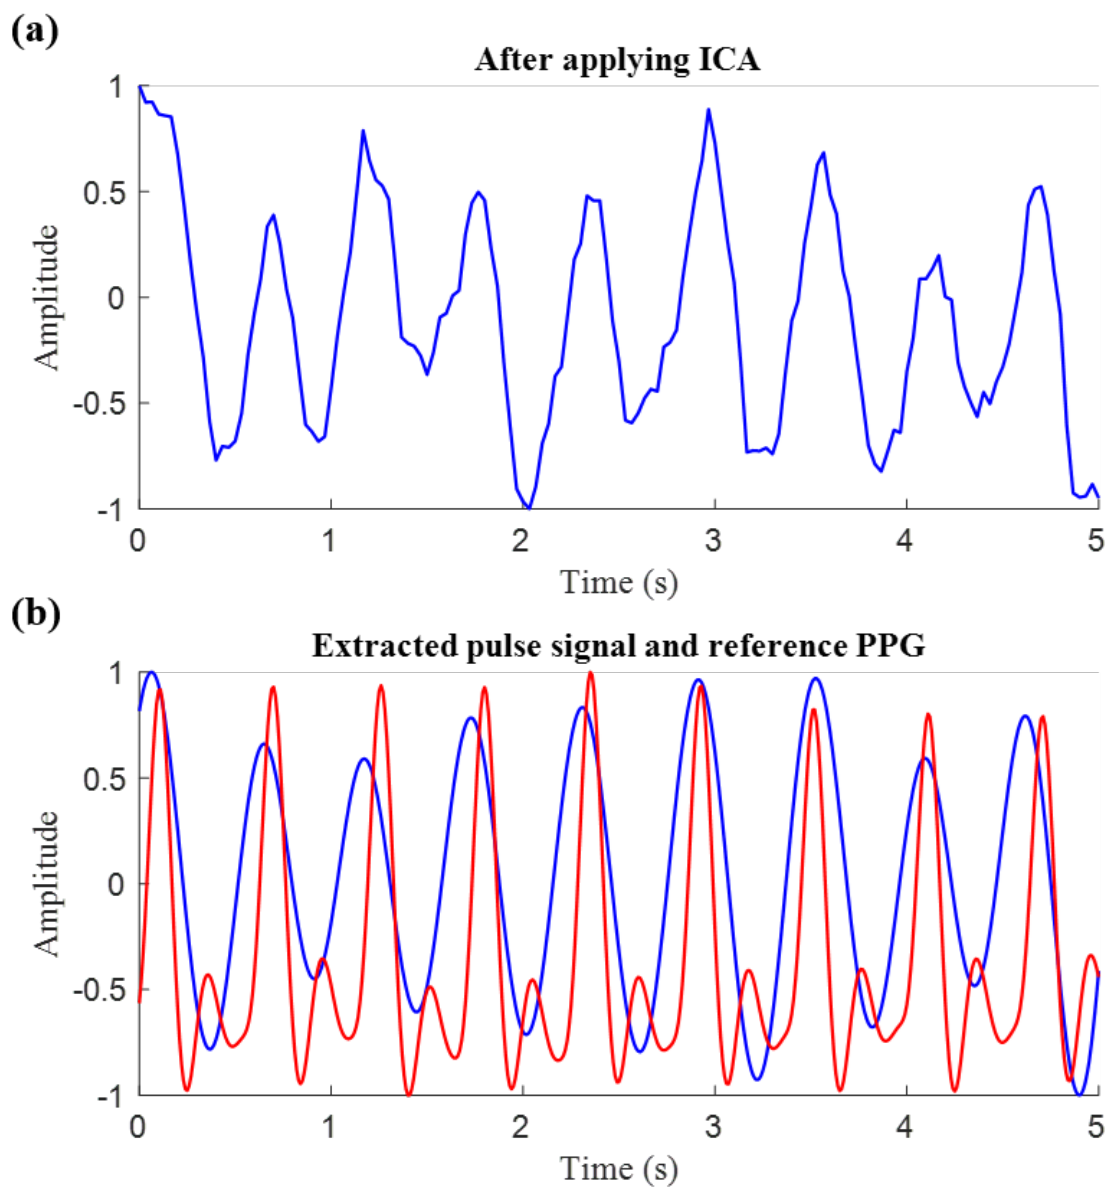 (a)
After applying ICA
1
0.5
0
-0.5
-1
Amplitude
0 1 2 3 4 5
Time (s)
(b)
Extracted pulse signal and reference PPG
1
0.5
0
-0.5
-1
Amplitude
0 1 2 3 4 5
Time (s)